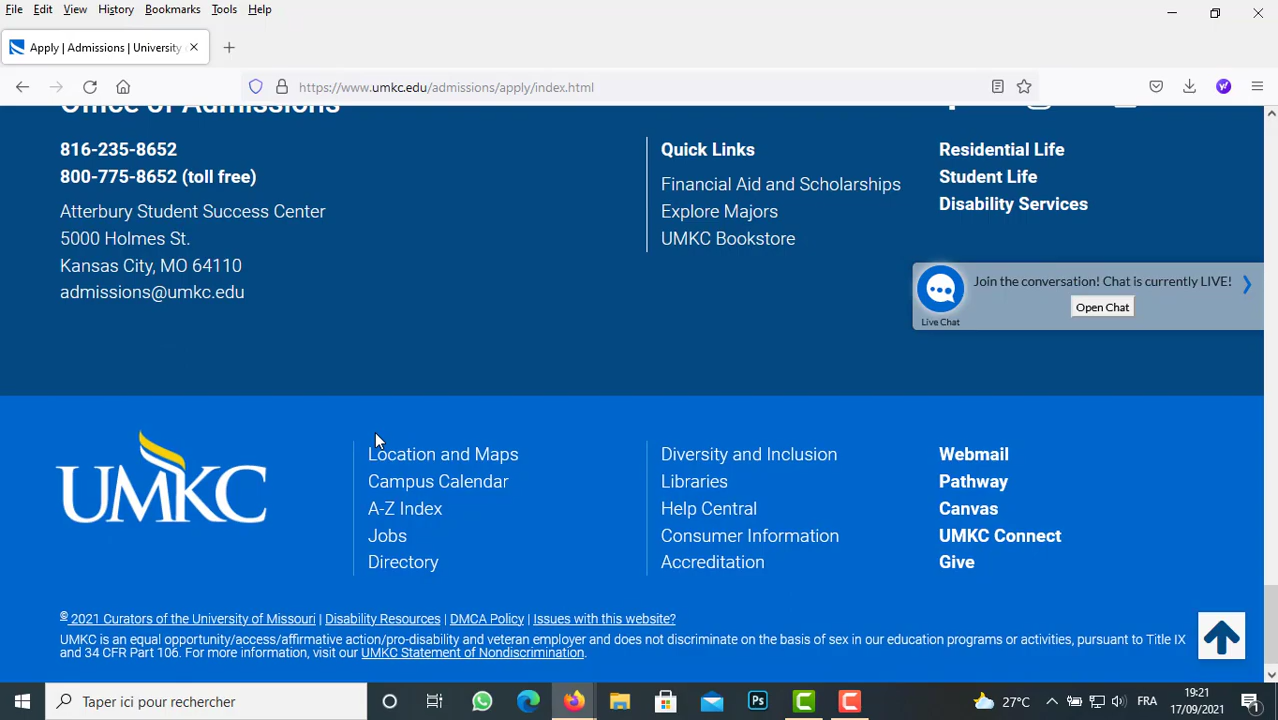 File Edit View History Bookmarks Tools Help
Apply | Admissions | University
https://www.umkc.edu/admissions/apply/index.html
Office of Admissions
816-235-8652
800-775-8652 (toll free)
Atterbury Student Success Center
5000 Holmes St.
Kansas City, MO 64110
admissions@umkc.edu
Quick Links
Financial Aid and Scholarships
Explore Majors
UMKC Bookstore
Residential Life
Student Life
Disability Services
Join the conversation! Chat is currently LIVE!
Open Chat
Live Chat
UMKC
Location and Maps
Campus Calendar
A-Z Index
Jobs
Directory
Diversity and Inclusion
Libraries
Help Central
Consumer Information
Accreditation
Webmail
Pathway
Canvas
UMKC Connect
Give
© 2021 Curators of the University of Missouri | Disability Resources | DMCA Policy | Issues with this website?
UMKC is an equal opportunity/access/affirmative action/pro-disability and veteran employer and does not discriminate on the basis of sex in our education programs or activities, pursuant to Title IX
and 34 CFR Part 106. For more information, visit our UMKC Statement of Nondiscrimination.
Taper ici pour rechercher
Ps
27°C
FRA
19:21
17/09/2021
1